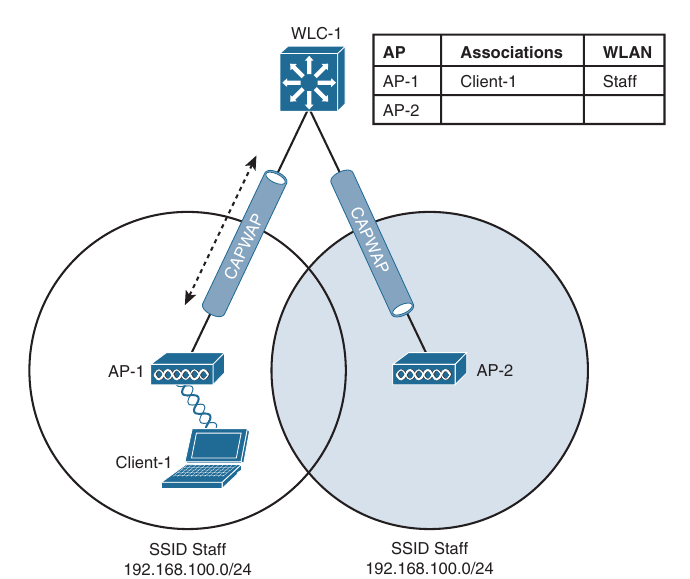 WLC-1
AP Associations WLAN
AP-1 Client-1 Staff
AP-2
CAPWAP
CAPWAP
AP-1
AP-2
Client-1
SSID Staff
192.168.100.0/24
SSID Staff
192.168.100.0/24